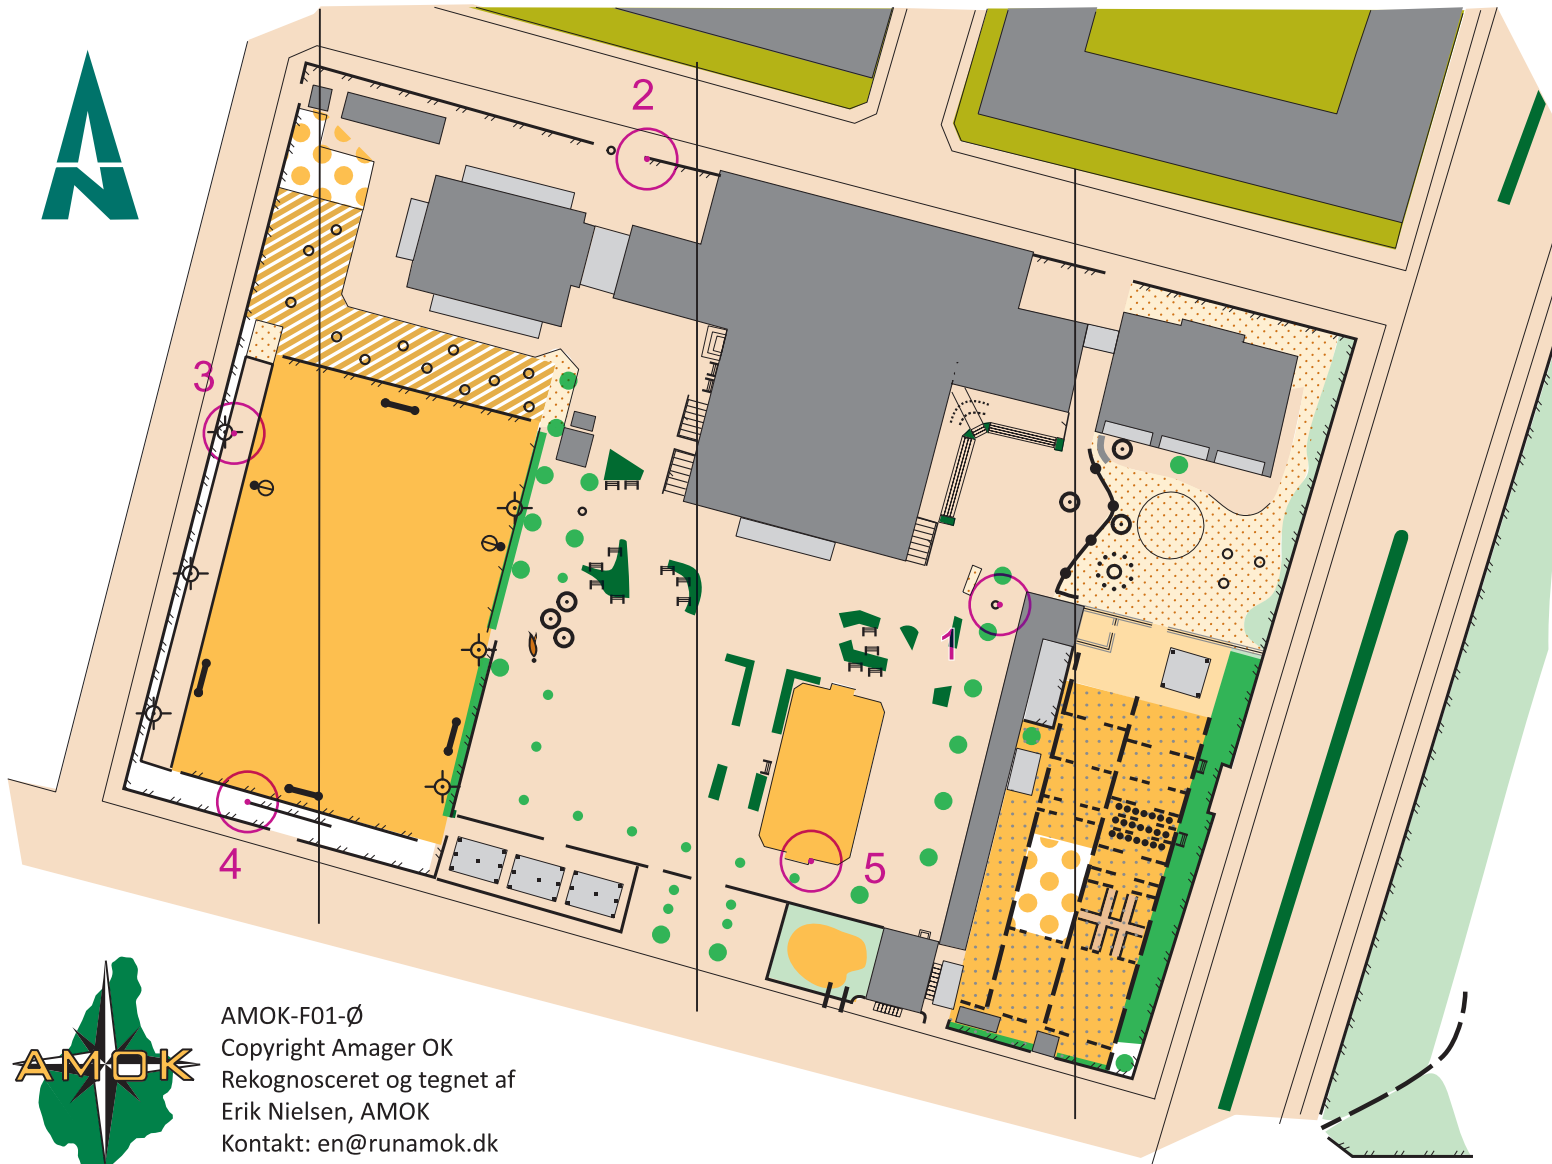 2
3
1
4
5
AMOK
AMOK-F01-Ø
Copyright Amager OK
Rekognosceret og tegnet af
Erik Nielsen, AMOK
Kontakt: en@runamok.dk